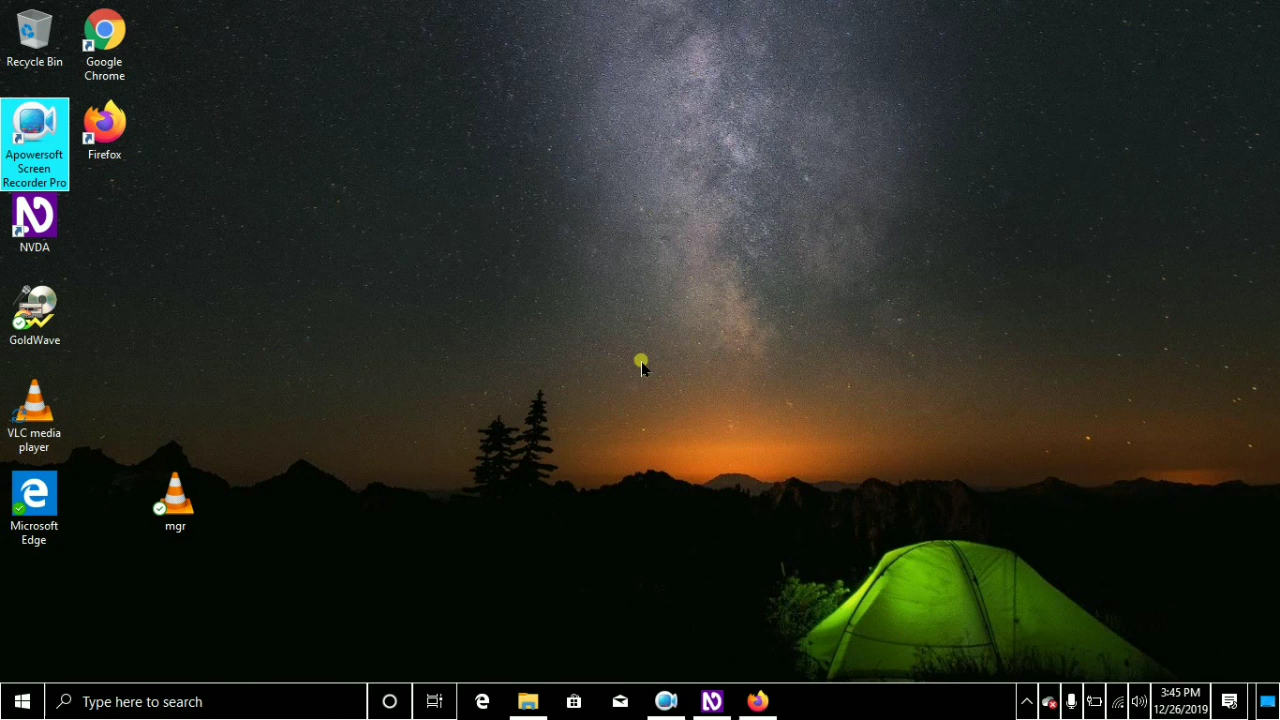 Recycle Bin
Google
Chrome
Apowersoft
Screen
Recorder Pro
Firefox
NVDA
GoldWave
VLC media
player
Microsoft
Edge
mgr
Type here to search
3:45 PM
12/26/2019